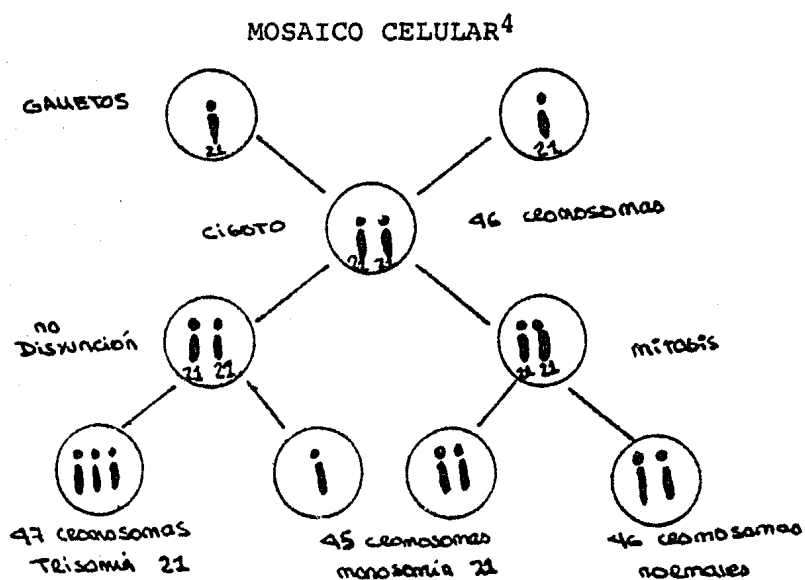 MOSAICO CELULAR4
GAMETOS
21
21
CIGOTO
46 cromosomas
21 21
no
Disyunción
21 21
21 21
mitosis
47 cromosomas
Trisomía 21
45 cromosomas
monosomía 21
46 cromosomas
normales